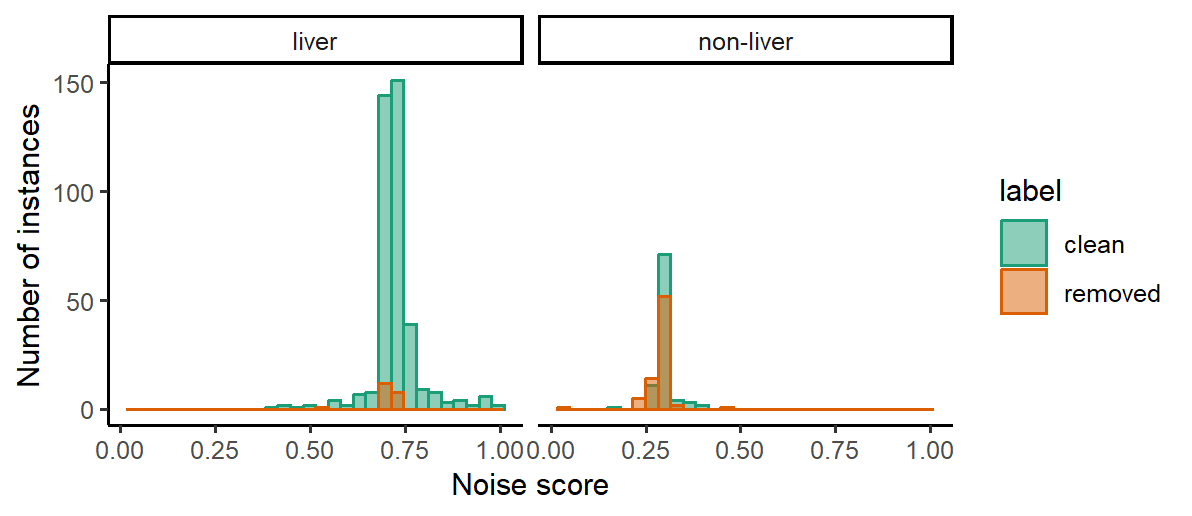 liver
non-liver
Number of instances
150
100
50
0
0.00 0.25 0.50 0.75 1.00
0.00 0.25 0.50 0.75 1.00
Noise score
label
clean
removed